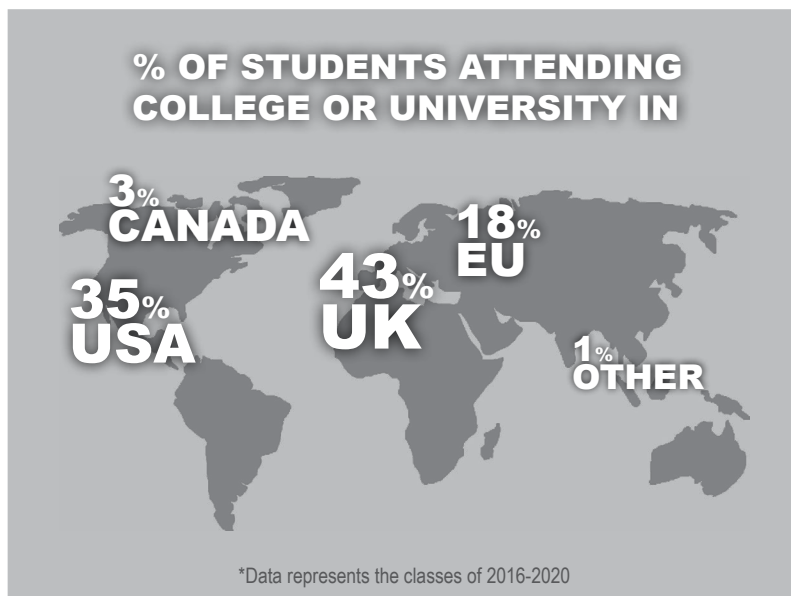 % OF STUDENTS ATTENDING
COLLEGE OR UNIVERSITY IN
3%
CANADA
18%
EU
43%
UK
35%
USA
1%
OTHER
*Data represents the classes of 2016-2020